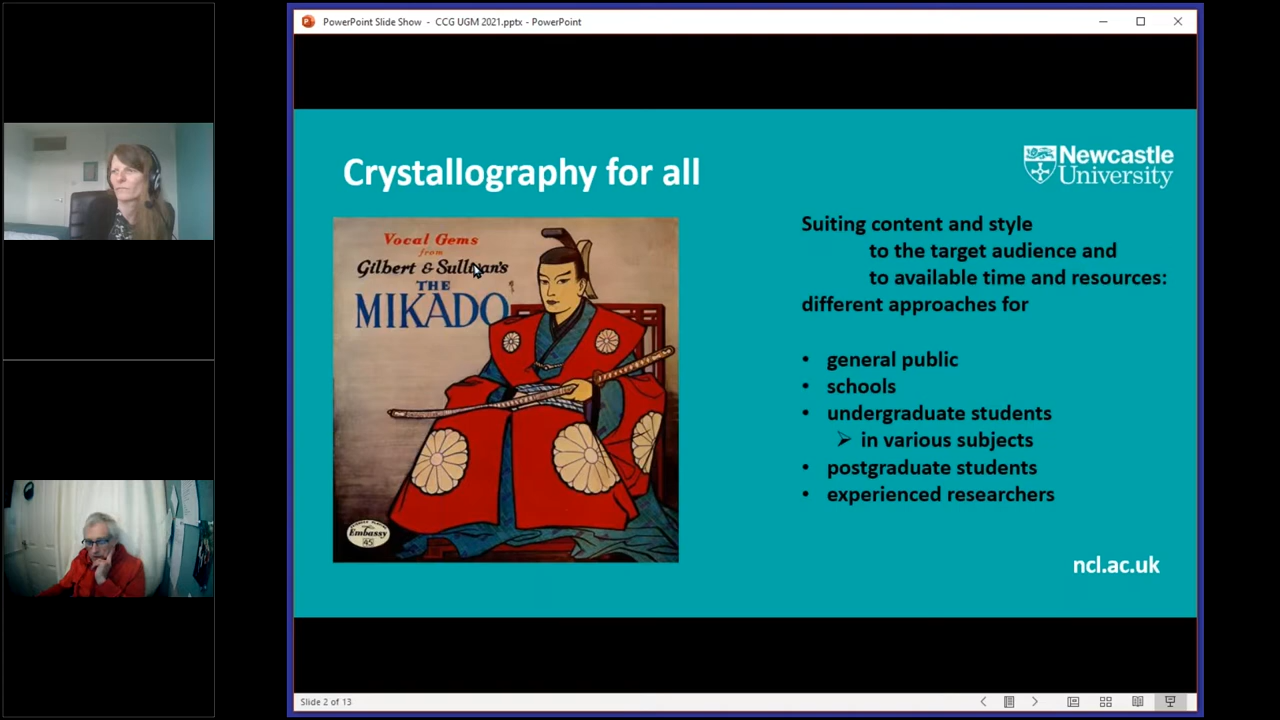 PowerPoint Slide Show - CCG UGM 2021.pptx - PowerPoint
Crystallography for all
Newcastle
University
Vocal Gems
from
Gilbert & Sullivan's
THE
MIKADO
Embassy
45
Suiting content and style
to the target audience and
to available time and resources:
different approaches for
• general public
• schools
• undergraduate students
➢ in various subjects
• postgraduate students
• experienced researchers
ncl.ac.uk
Slide 2 of 13